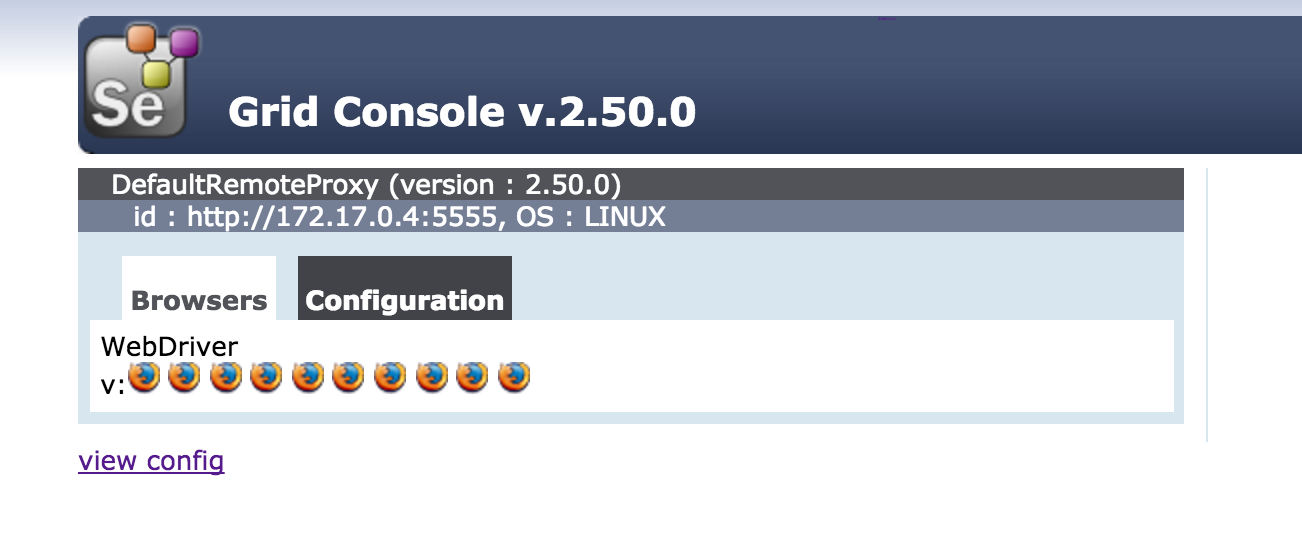 Se
Grid Console v.2.50.0
DefaultRemoteProxy (version : 2.50.0)
id : http://172.17.0.4:5555, OS : LINUX
Browsers Configuration
WebDriver
v:
view config